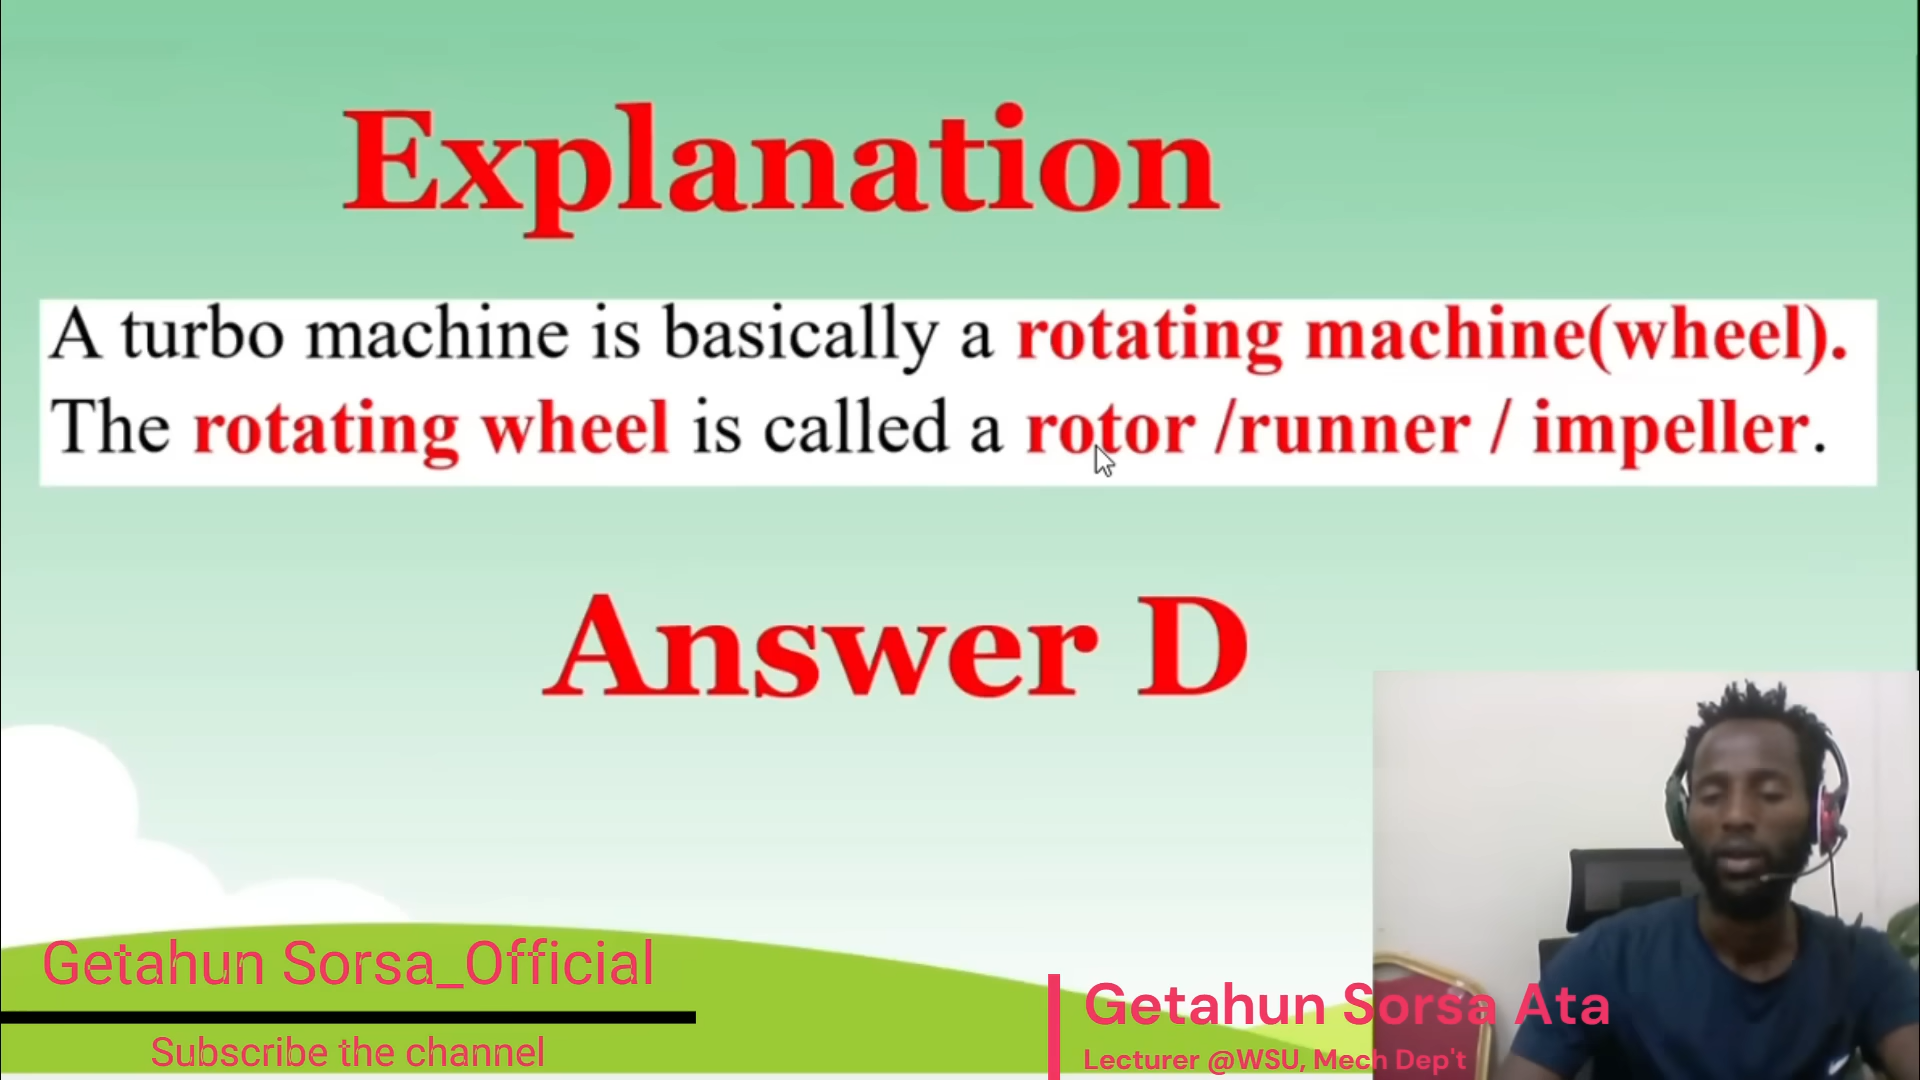 Explanation
A turbo machine is basically a rotating machine(wheel).
The rotating wheel is called a rotor /runner / impeller.
Answer D
Getahun Sorsa_Official
Subscribe the channel
Getahun Sorsa Ata
Lecturer @WSU, Mech Dep't